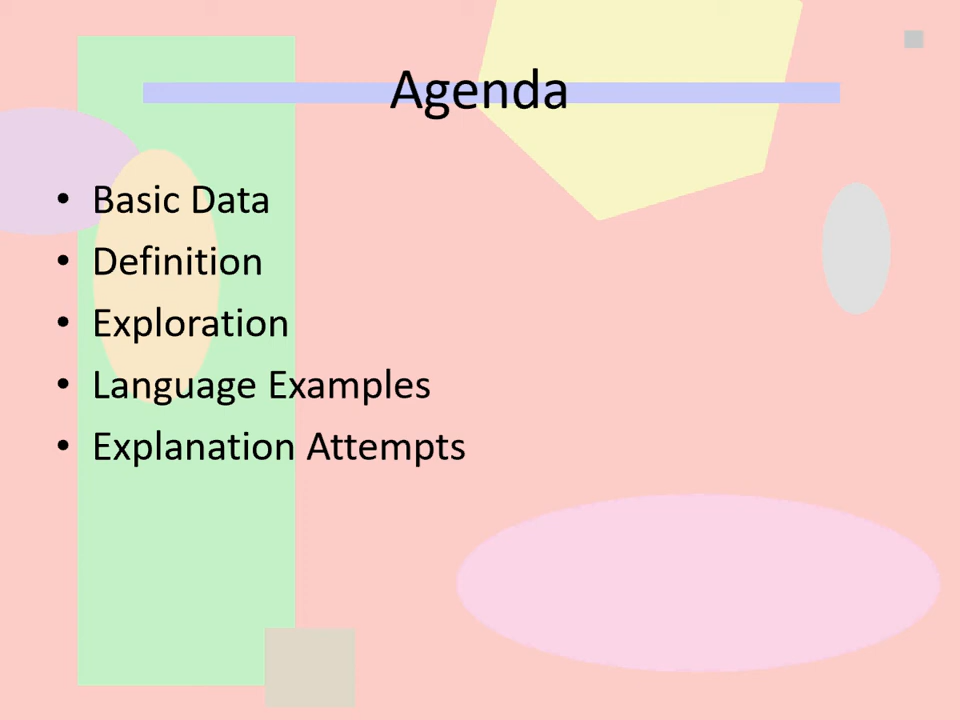 Agenda
• Basic Data
• Definition
• Exploration
• Language Examples
• Explanation Attempts